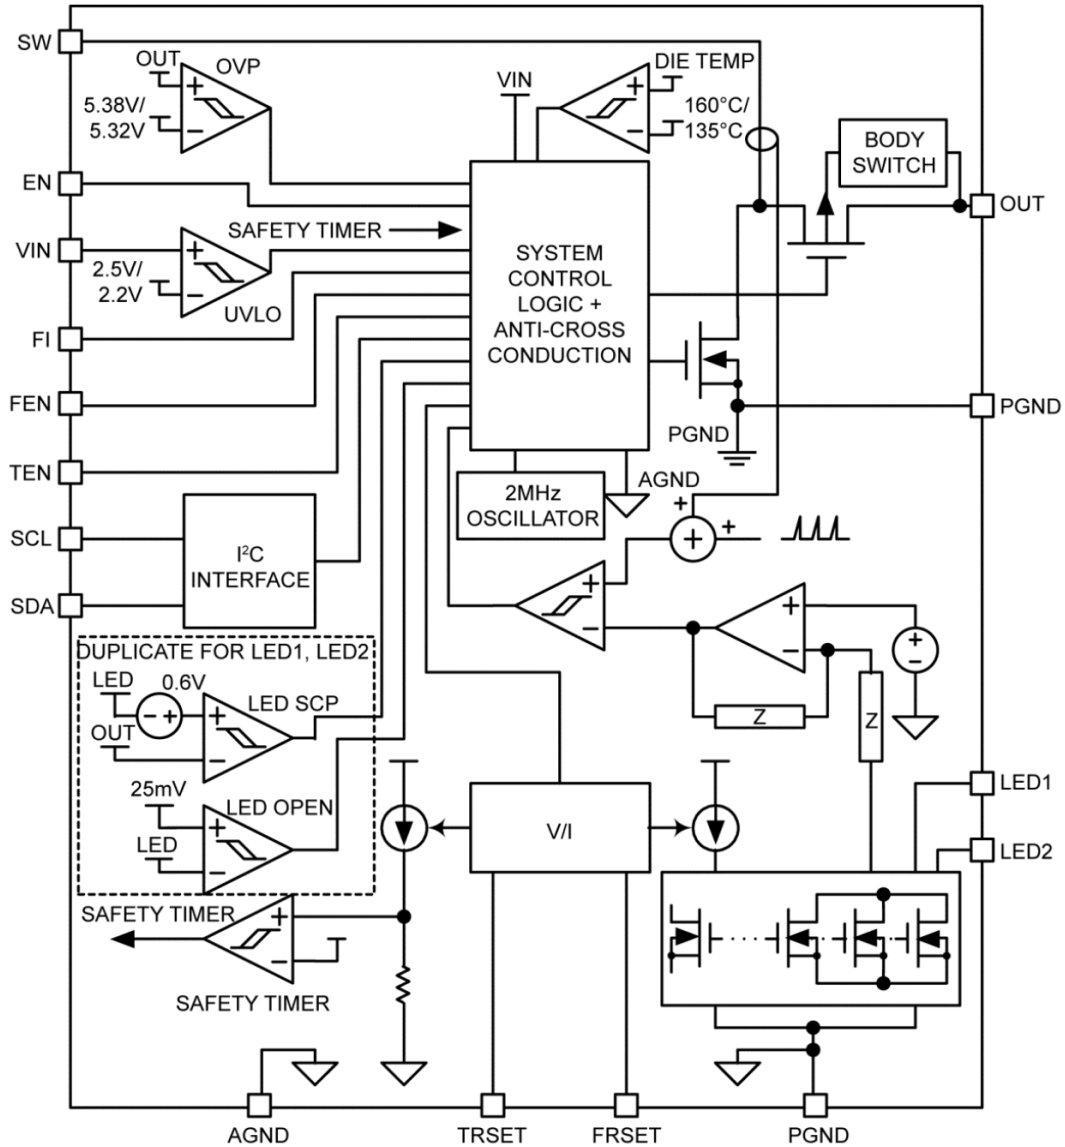 SW
OUT
OVP
5.38V/
5.32V
+
−
VIN
DIE TEMP
160°C/
135°C
+
−
BODY
SWITCH
EN
OUT
VIN
SAFETY TIMER
2.5V/
2.2V
+
−
UVLO
SYSTEM
CONTROL
LOGIC +
ANTI-CROSS
CONDUCTION
FI
FEN
PGND
PGND
TEN
2MHz
OSCILLATOR
AGND
+
+
+
SCL
I²C
INTERFACE
SDA
+
−
+
−
+
−
DUPLICATE FOR LED1, LED2
LED
0.6V
− +
LED SCP
OUT
+
−
Z
Z
25mV
LED OPEN
LED
+
−
V/I
LED1
LED2
SAFETY TIMER
+
−
SAFETY TIMER
AGND
TRSET
FRSET
PGND